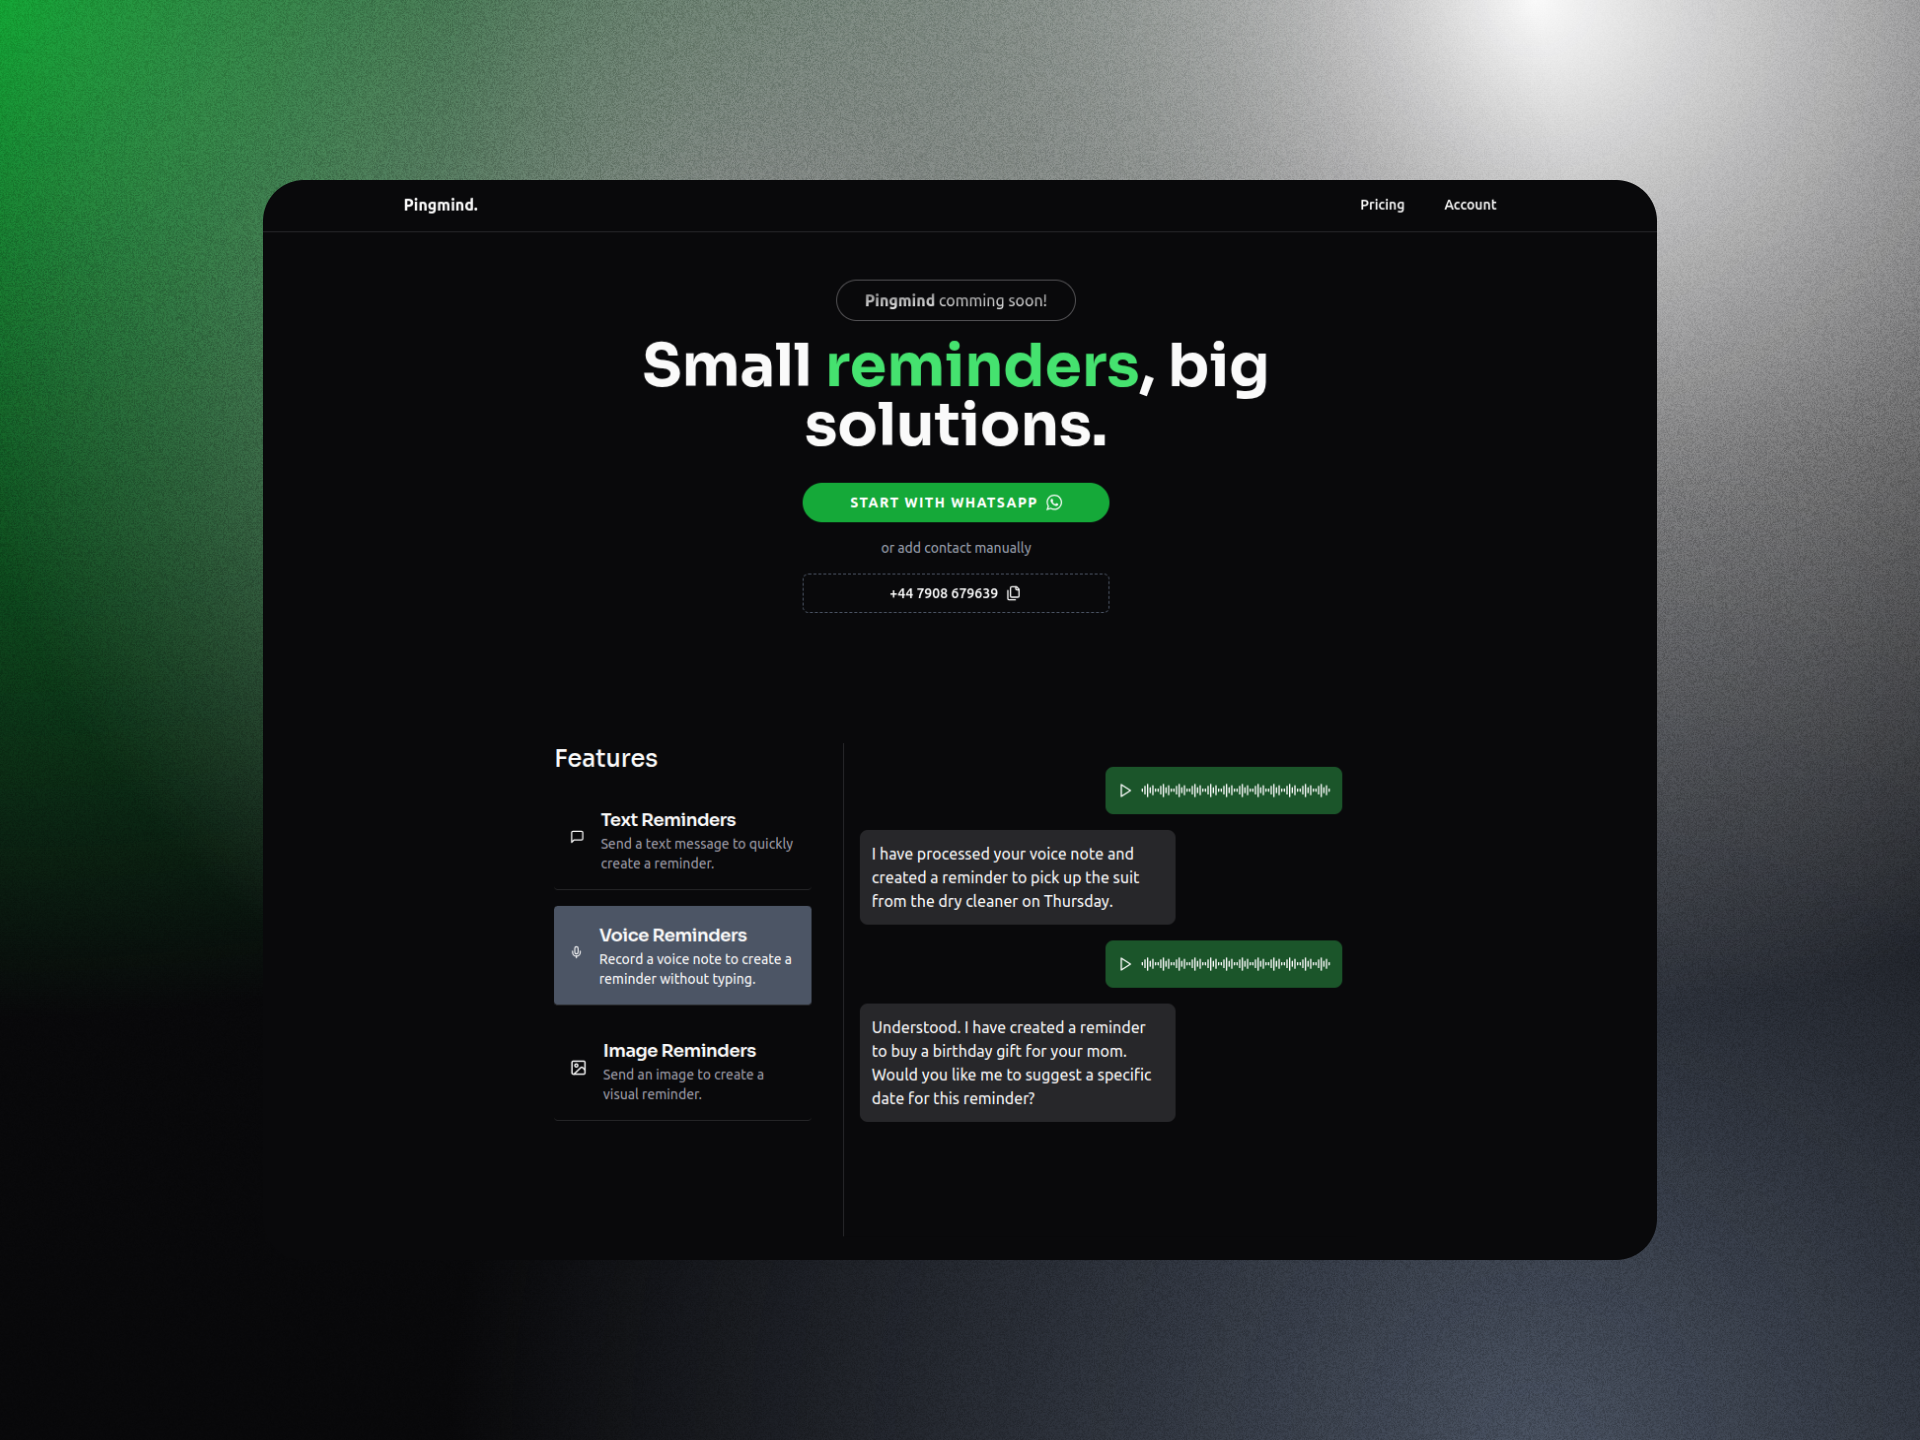 Pingmind.
Pricing
Account
Pingmind comming soon!
Small reminders, big
solutions.
START WITH WHATSAPP
or add contact manually
+44 7908 679639
Features
Text Reminders
Send a text message to quickly
create a reminder.
Voice Reminders
Record a voice note to create a
reminder without typing.
Image Reminders
Send an image to create a
visual reminder.
I have processed your voice note and
created a reminder to pick up the suit
from the dry cleaner on Thursday.
Understood. I have created a reminder
to buy a birthday gift for your mom.
Would you like me to suggest a specific
date for this reminder?